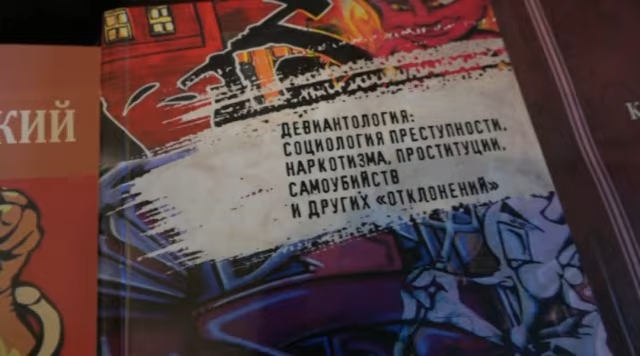 КИЙ
ДЕВИАНТОЛОГИЯ:
СОЦИОЛОГИЯ ПРЕСТУПНОСТИ,
НАРКОТИЗМА, ПРОСТИТУЦИИ,
САМОУБИЙСТВ
И ДРУГИХ «ОТКЛОНЕНИЙ»
К